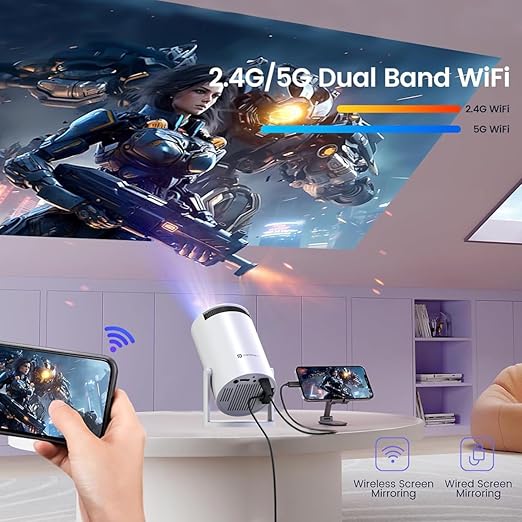 2.4G/5G Dual Band WiFi
2.4G WiFi
5G WiFi
Wireless Screen
Mirroring
Wired Screen
Mirroring